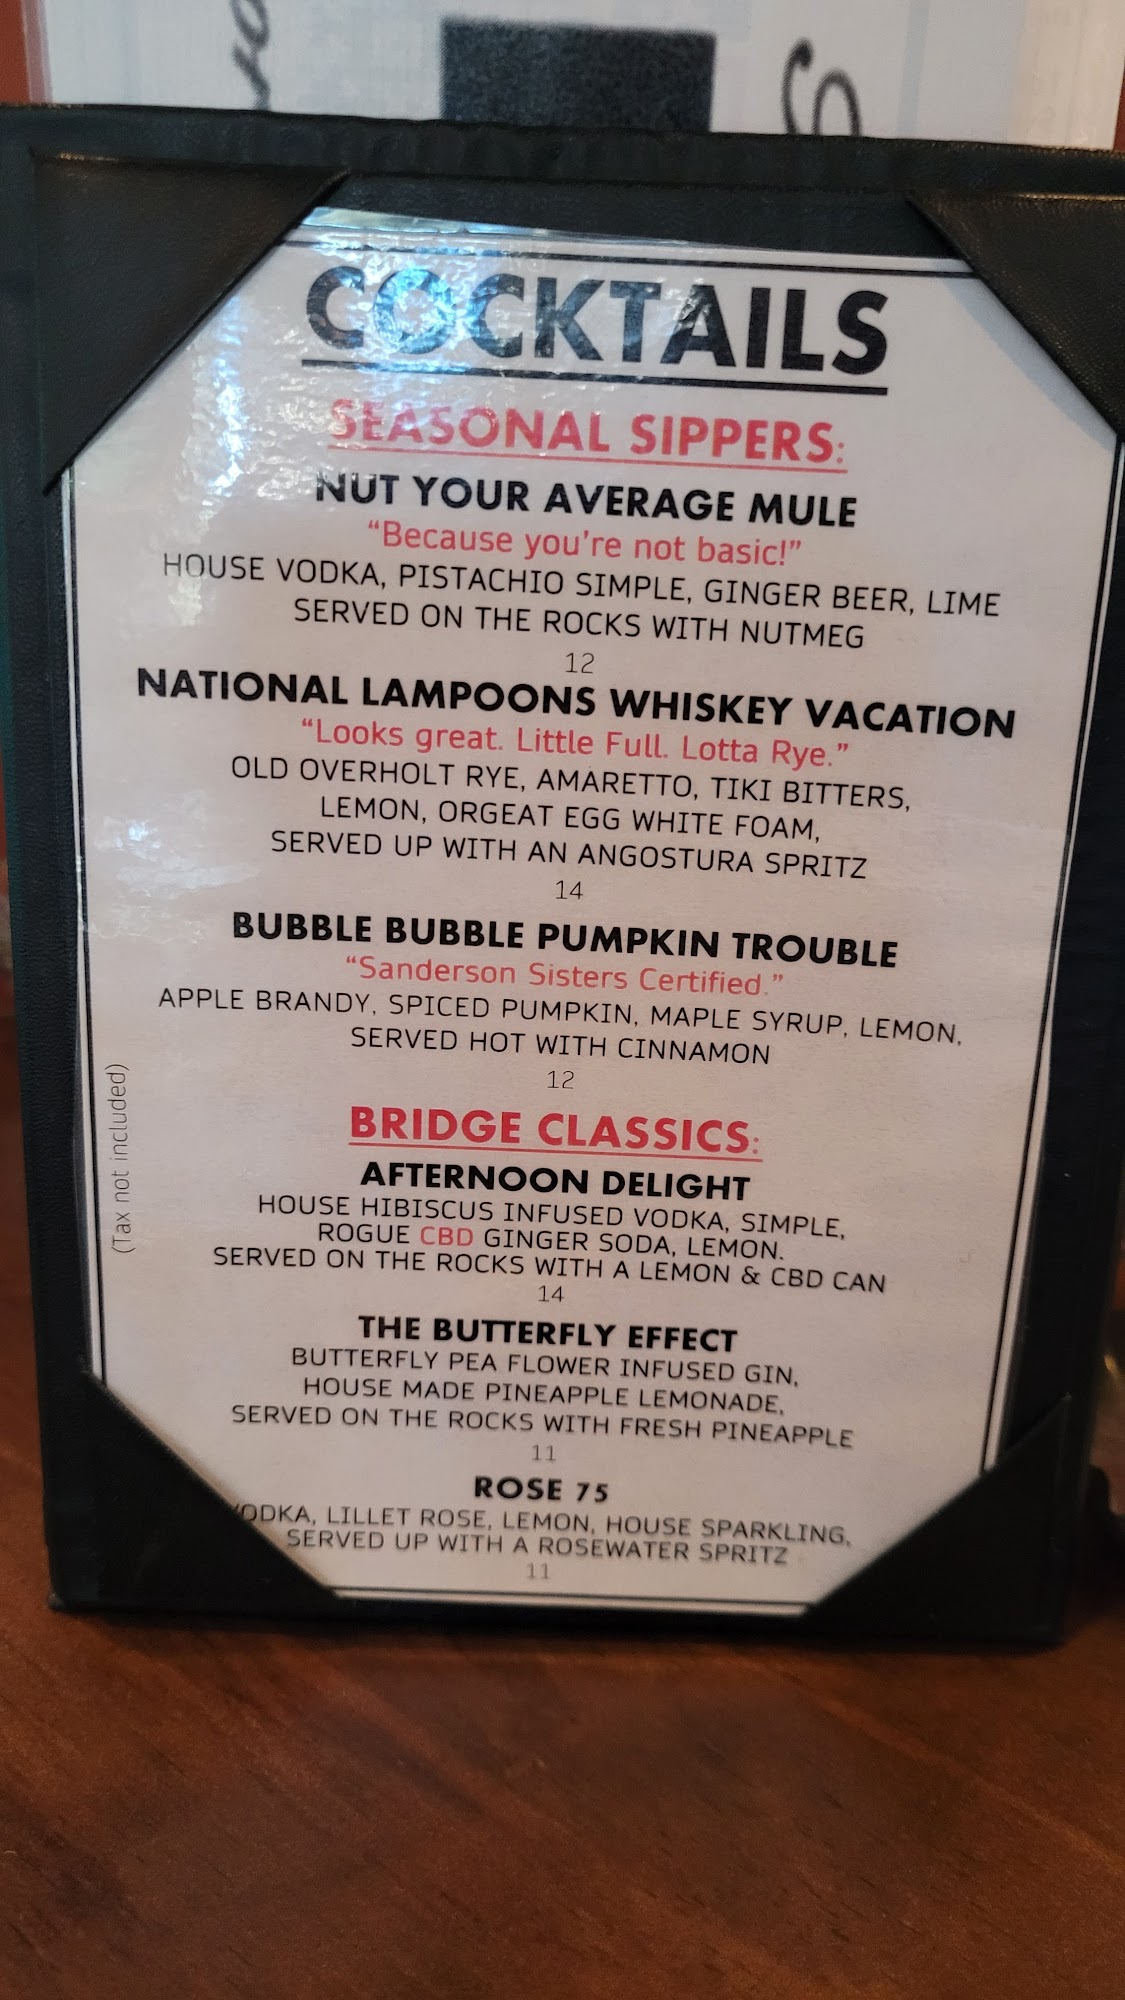 COCKTAILS
SEASONAL SIPPERS:
NUT YOUR AVERAGE MULE
“Because you're not basic!”
HOUSE VODKA, PISTACHIO SIMPLE, GINGER BEER, LIME
SERVED ON THE ROCKS WITH NUTMEG
12
NATIONAL LAMPOONS WHISKEY VACATION
“Looks great. Little Full. Lotta Rye.”
OLD OVERHOLT RYE, AMARETTO, TIKI BITTERS,
LEMON, ORGEAT EGG WHITE FOAM,
SERVED UP WITH AN ANGOSTURA SPRITZ
14
BUBBLE BUBBLE PUMPKIN TROUBLE
“Sanderson Sisters Certified.”
APPLE BRANDY, SPICED PUMPKIN, MAPLE SYRUP, LEMON,
SERVED HOT WITH CINNAMON
12
BRIDGE CLASSICS:
AFTERNOON DELIGHT
HOUSE HIBISCUS INFUSED VODKA, SIMPLE,
ROGUE CBD GINGER SODA, LEMON.
SERVED ON THE ROCKS WITH A LEMON & CBD CAN
14
THE BUTTERFLY EFFECT
BUTTERFLY PEA FLOWER INFUSED GIN,
HOUSE MADE PINEAPPLE LEMONADE,
SERVED ON THE ROCKS WITH FRESH PINEAPPLE
11
ROSE 75
VODKA, LILLET ROSE, LEMON, HOUSE SPARKLING,
SERVED UP WITH A ROSEWATER SPRITZ
11
(Tax not included)